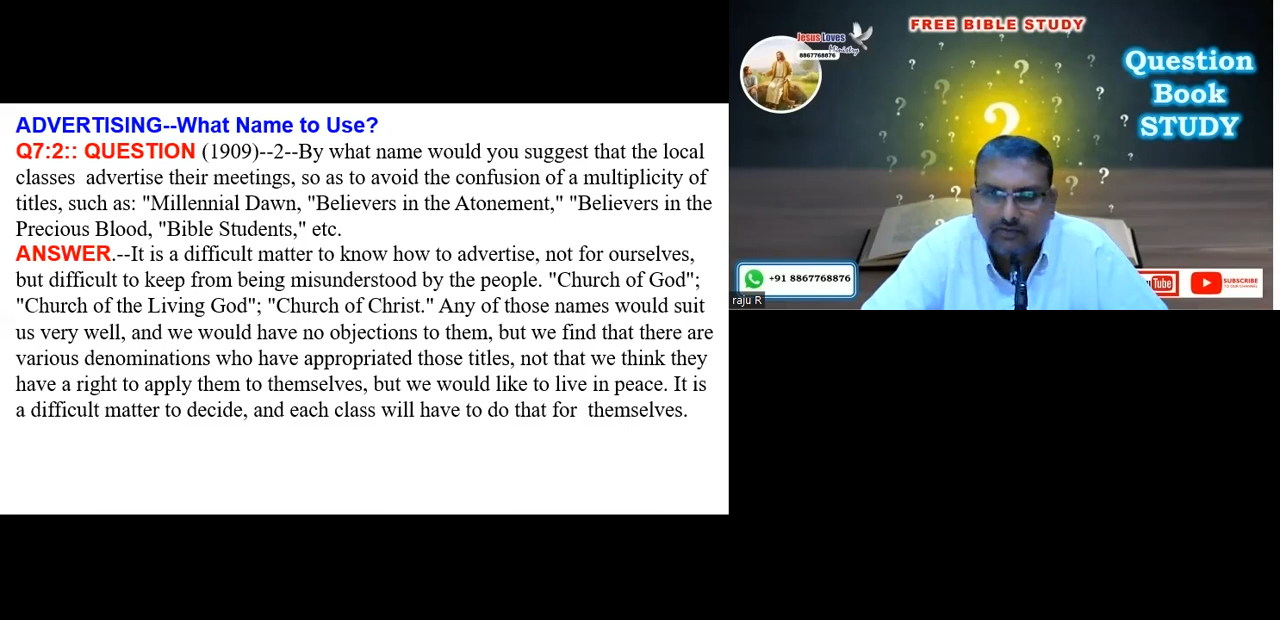 ADVERTISING--What Name to Use?
Q7:2:: QUESTION (1909)--2--By what name would you suggest that the local
classes advertise their meetings, so as to avoid the confusion of a multiplicity of
titles, such as: "Millennial Dawn, "Believers in the Atonement," "Believers in the
Precious Blood, "Bible Students," etc.
ANSWER.--It is a difficult matter to know how to advertise, not for ourselves,
but difficult to keep from being misunderstood by the people. "Church of God";
"Church of the Living God"; "Church of Christ." Any of those names would suit
us very well, and we would have no objections to them, but we find that there are
various denominations who have appropriated those titles, not that we think they
have a right to apply them to themselves, but we would like to live in peace. It is
a difficult matter to decide, and each class will have to do that for themselves.
FREE BIBLE STUDY
Jesus Loves
Ministry
8867768876
Question
Book
STUDY
+91 8867768876
raju R
Tube
SUBSCRIBE
TO OUR CHANNEL